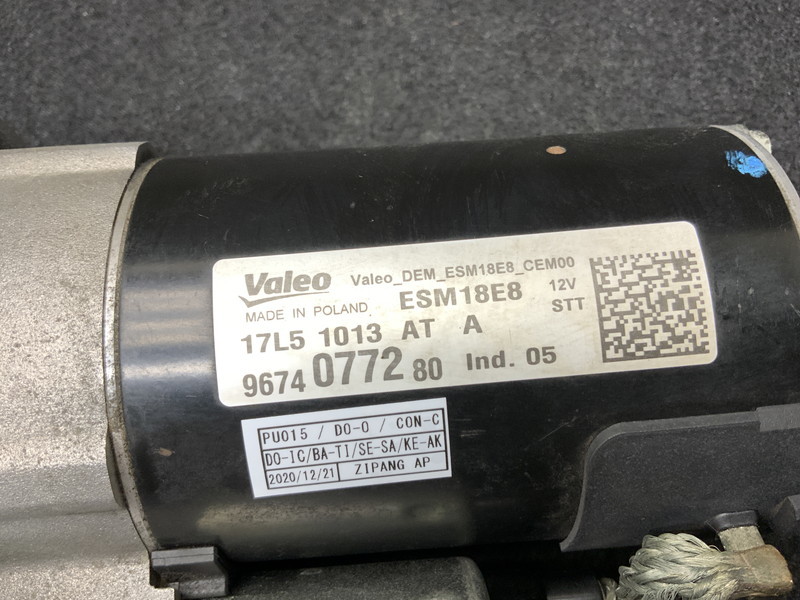 Valeo Valeo_DEM_ESM18E8_CEM00
MADE IN POLAND ESM18E8 12V
STT
17L5 1013 AT A
9674 0772 80 Ind. 05
PU015 / DO-O / CON-C
DO-IC/BA-TI/SE-SA/KE-AK
2020/12/21 ZIPANG AP